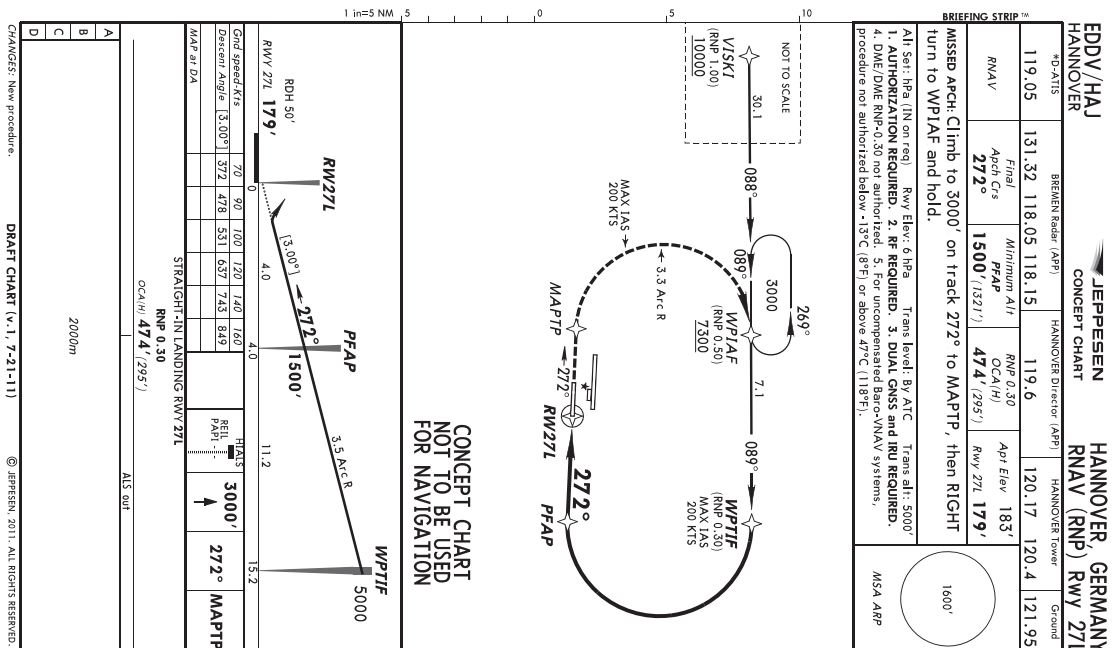 EDDV/HAJ
HANNOVER
JEPPESEN
CONCEPT CHART
HANNOVER, GERMANY
RNAV (RNP) Rwy 27L
BRIEFING STRIP ™
*D-ATIS
119.05
BREMEN Radar (APP)
131.32 118.05 118.15
HANNOVER Director (APP)
119.6
HANNOVER Tower
120.17 120.4
Ground
121.95
RNAV
Final
Apch Crs
272°
Minimum Alt
PFAP
1500' (1321')
RNP 0.30
OCA(H)
474' (295')
Apt Elev 183'
Rwy 27L 179'
MISSED APCH: Climb to 3000' on track 272° to MAPTP, then RIGHT
turn to WPIAF and hold.
Alt Set: hPa (IN on req) Rwy Elev: 6 hPa Trans level: By ATC Trans alt: 5000'
1. AUTHORIZATION REQUIRED. 2. RF REQUIRED. 3. DUAL GNSS and IRU REQUIRED.
4. DME/DME RNP-0.30 not authorized. 5. For uncompensated Baro-VNAV systems,
procedure not authorized below -13°C (8°F) or above 47°C (118°F).
1600'
MSA ARP
NOT TO SCALE
VISKI
(RNP 1.00)
10000
30.1
088°
089°
3000
269°
WPIAF
(RNP 0.50)
7300
7.1
089°
WPTIF
(RNP 0.30)
MAX IAS
200 KTS
MAX IAS
200 KTS
3.3 Arc R
MAPTP
272°
RW27L
272°
PFAP
CONCEPT CHART
NOT TO BE USED
FOR NAVIGATION
1 in=5 NM
5
0
5
10
RW27L
PFAP
WPTIF
5000
3.5 Arc R
1500'
272°
[3.00°]
RDH 50'
RWY 27L 179'
4.0
11.2
0
4.0
15.2
Gnd speed-Kts 70 90 100 120 140 160
Descent Angle [3.00°] 372 478 531 637 743 849
MAP at DA
HIALS
REIL
PAPI
3000'
272°
MAPTP
STRAIGHT-IN LANDING RWY 27L
RNP 0.30
OCA(H) 474' (295')
ALS out
A
B
C
D
2000m
CHANGES: New procedure.
DRAFT CHART (v.1, 7-21-11)
© JEPPESEN, 2011. ALL RIGHTS RESERVED.